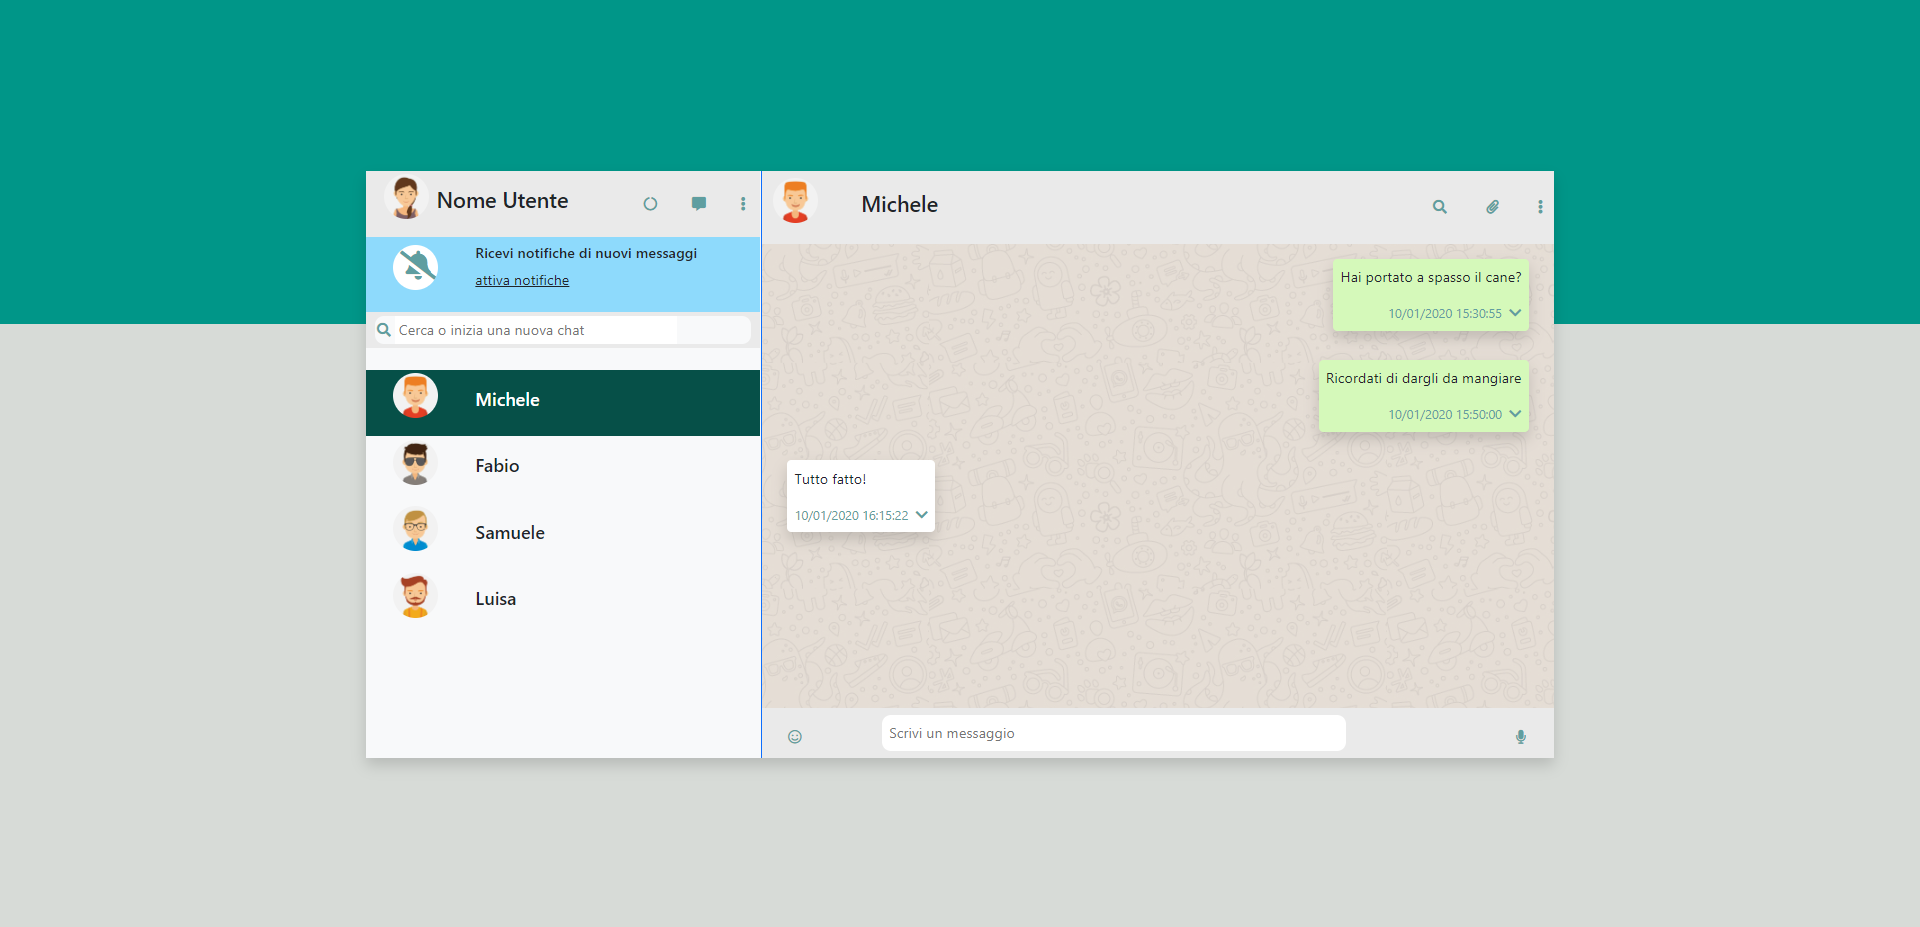 Nome Utente
Ricevi notifiche di nuovi messaggi
attiva notifiche
Cerca o inizia una nuova chat
Michele
Fabio
Samuele
Luisa
Michele
Hai portato a spasso il cane?
10/01/2020 15:30:55
Ricordati di dargli da mangiare
10/01/2020 15:50:00
Tutto fatto!
10/01/2020 16:15:22
Scrivi un messaggio